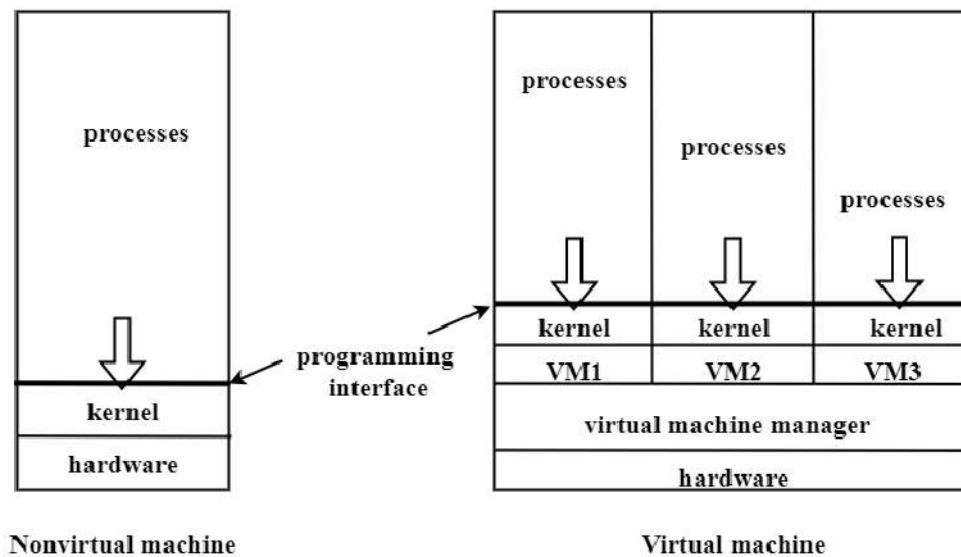 processes
kernel
hardware
Nonvirtual machine
programming
interface
processes
processes
processes
kernel
kernel
kernel
VM1
VM2
VM3
virtual machine manager
hardware
Virtual machine